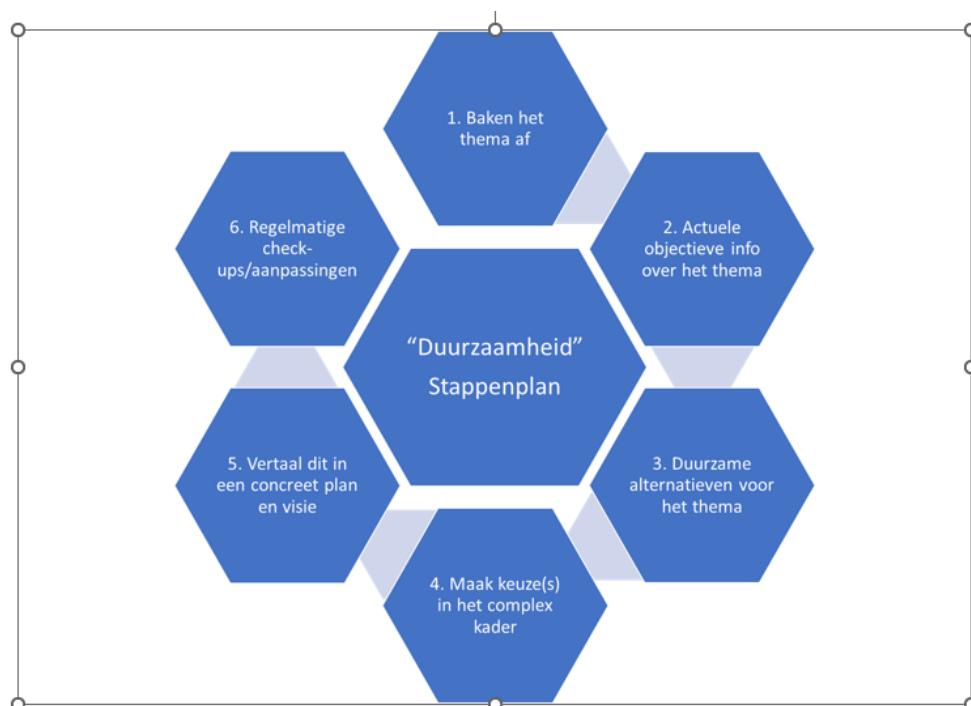 1. Baken het
thema af
2. Actuele
objectieve info
over het thema
3. Duurzame
alternatieven voor
het thema
4. Maak keuze(s)
in het complex
kader
5. Vertaal dit in
een concreet plan
en visie
6. Regelmatige
check-
ups/aanpassingen
“Duurzaamheid”
Stappenplan